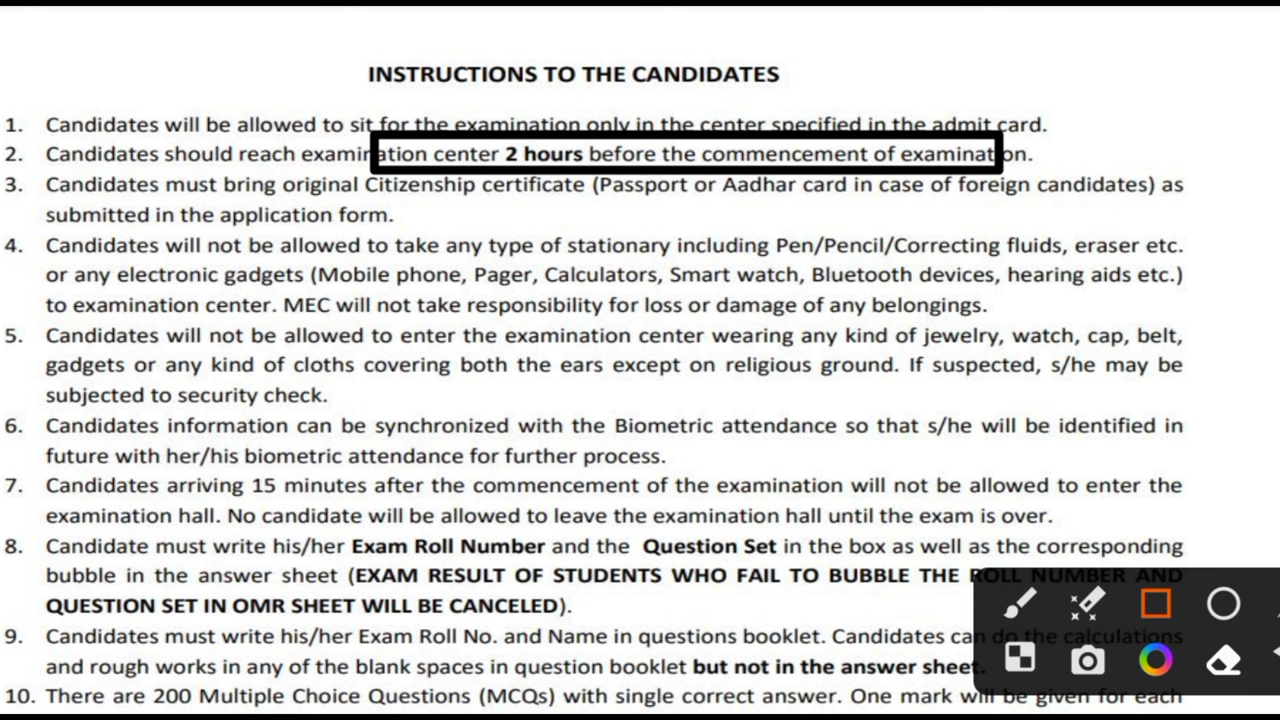 INSTRUCTIONS TO THE CANDIDATES
1. Candidates will be allowed to sit for the examination only in the center specified in the admit card.
2. Candidates should reach examination center 2 hours before the commencement of examination.
3. Candidates must bring original Citizenship certificate (Passport or Aadhar card in case of foreign candidates) as
submitted in the application form.
4. Candidates will not be allowed to take any type of stationary including Pen/Pencil/Correcting fluids, eraser etc.
or any electronic gadgets (Mobile phone, Pager, Calculators, Smart watch, Bluetooth devices, hearing aids etc.)
to examination center. MEC will not take responsibility for loss or damage of any belongings.
5. Candidates will not be allowed to enter the examination center wearing any kind of jewelry, watch, cap, belt,
gadgets or any kind of cloths covering both the ears except on religious ground. If suspected, s/he may be
subjected to security check.
6. Candidates information can be synchronized with the Biometric attendance so that s/he will be identified in
future with her/his biometric attendance for further process.
7. Candidates arriving 15 minutes after the commencement of the examination will not be allowed to enter the
examination hall. No candidate will be allowed to leave the examination hall until the exam is over.
8. Candidate must write his/her Exam Roll Number and the Question Set in the box as well as the corresponding
bubble in the answer sheet (EXAM RESULT OF STUDENTS WHO FAIL TO BUBBLE THE ROLL NUMBER AND
QUESTION SET IN OMR SHEET WILL BE CANCELED).
9. Candidates must write his/her Exam Roll No. and Name in questions booklet. Candidates can do the calculations
and rough works in any of the blank spaces in question booklet but not in the answer sheet.
10. There are 200 Multiple Choice Questions (MCQs) with single correct answer. One mark will be given for each